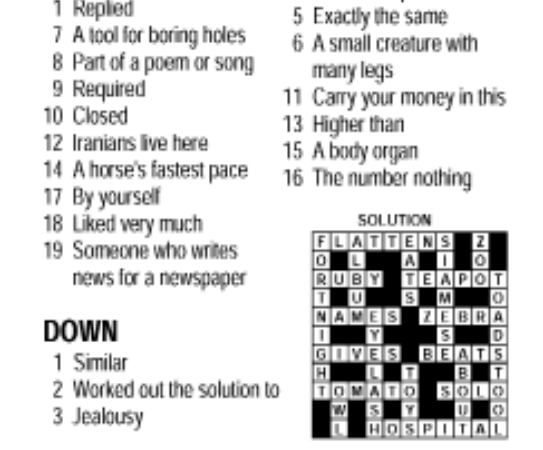 1 Replied
7 A tool for boring holes
8 Part of a poem or song
9 Required
10 Closed
12 Iranians live here
14 A horse's fastest pace
17 By yourself
18 Liked very much
19 Someone who writes
news for a newspaper
DOWN
1 Similar
2 Worked out the solution to
3 Jealousy
5 Exactly the same
6 A small creature with
many legs
11 Carry your money in this
13 Higher than
15 A body organ
16 The number nothing
SOLUTION
FLATTENS Z
O L A I O
RUBY TEAPOT
T U S M O
NAMES ZEBRA
I Y S D
GIVES BEATS
H L T B T
TOMATO SOLO
W S Y U O
L HOSPITAL